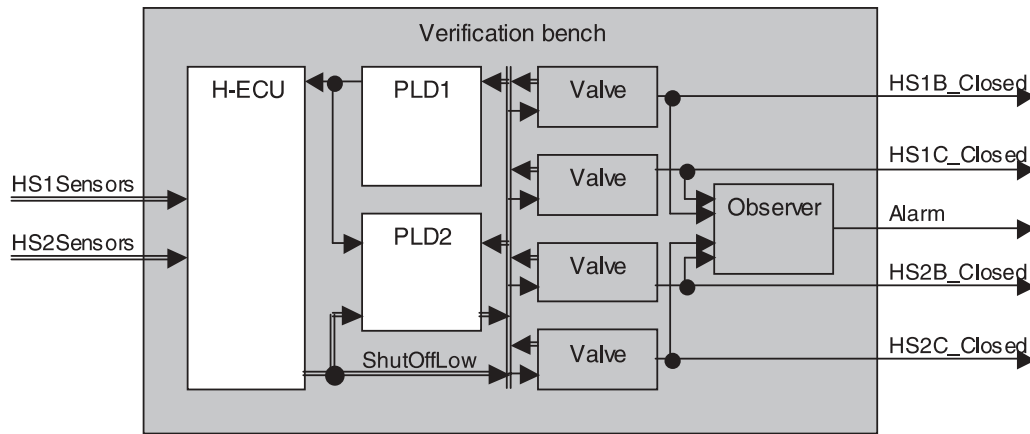 Verification bench
H-ECU
PLD1
Valve
HS1B_Closed
HS1Sensors
Valve
HS1C_Closed
HS2Sensors
PLD2
Observer
Alarm
Valve
HS2B_Closed
ShutOffLow
Valve
HS2C_Closed